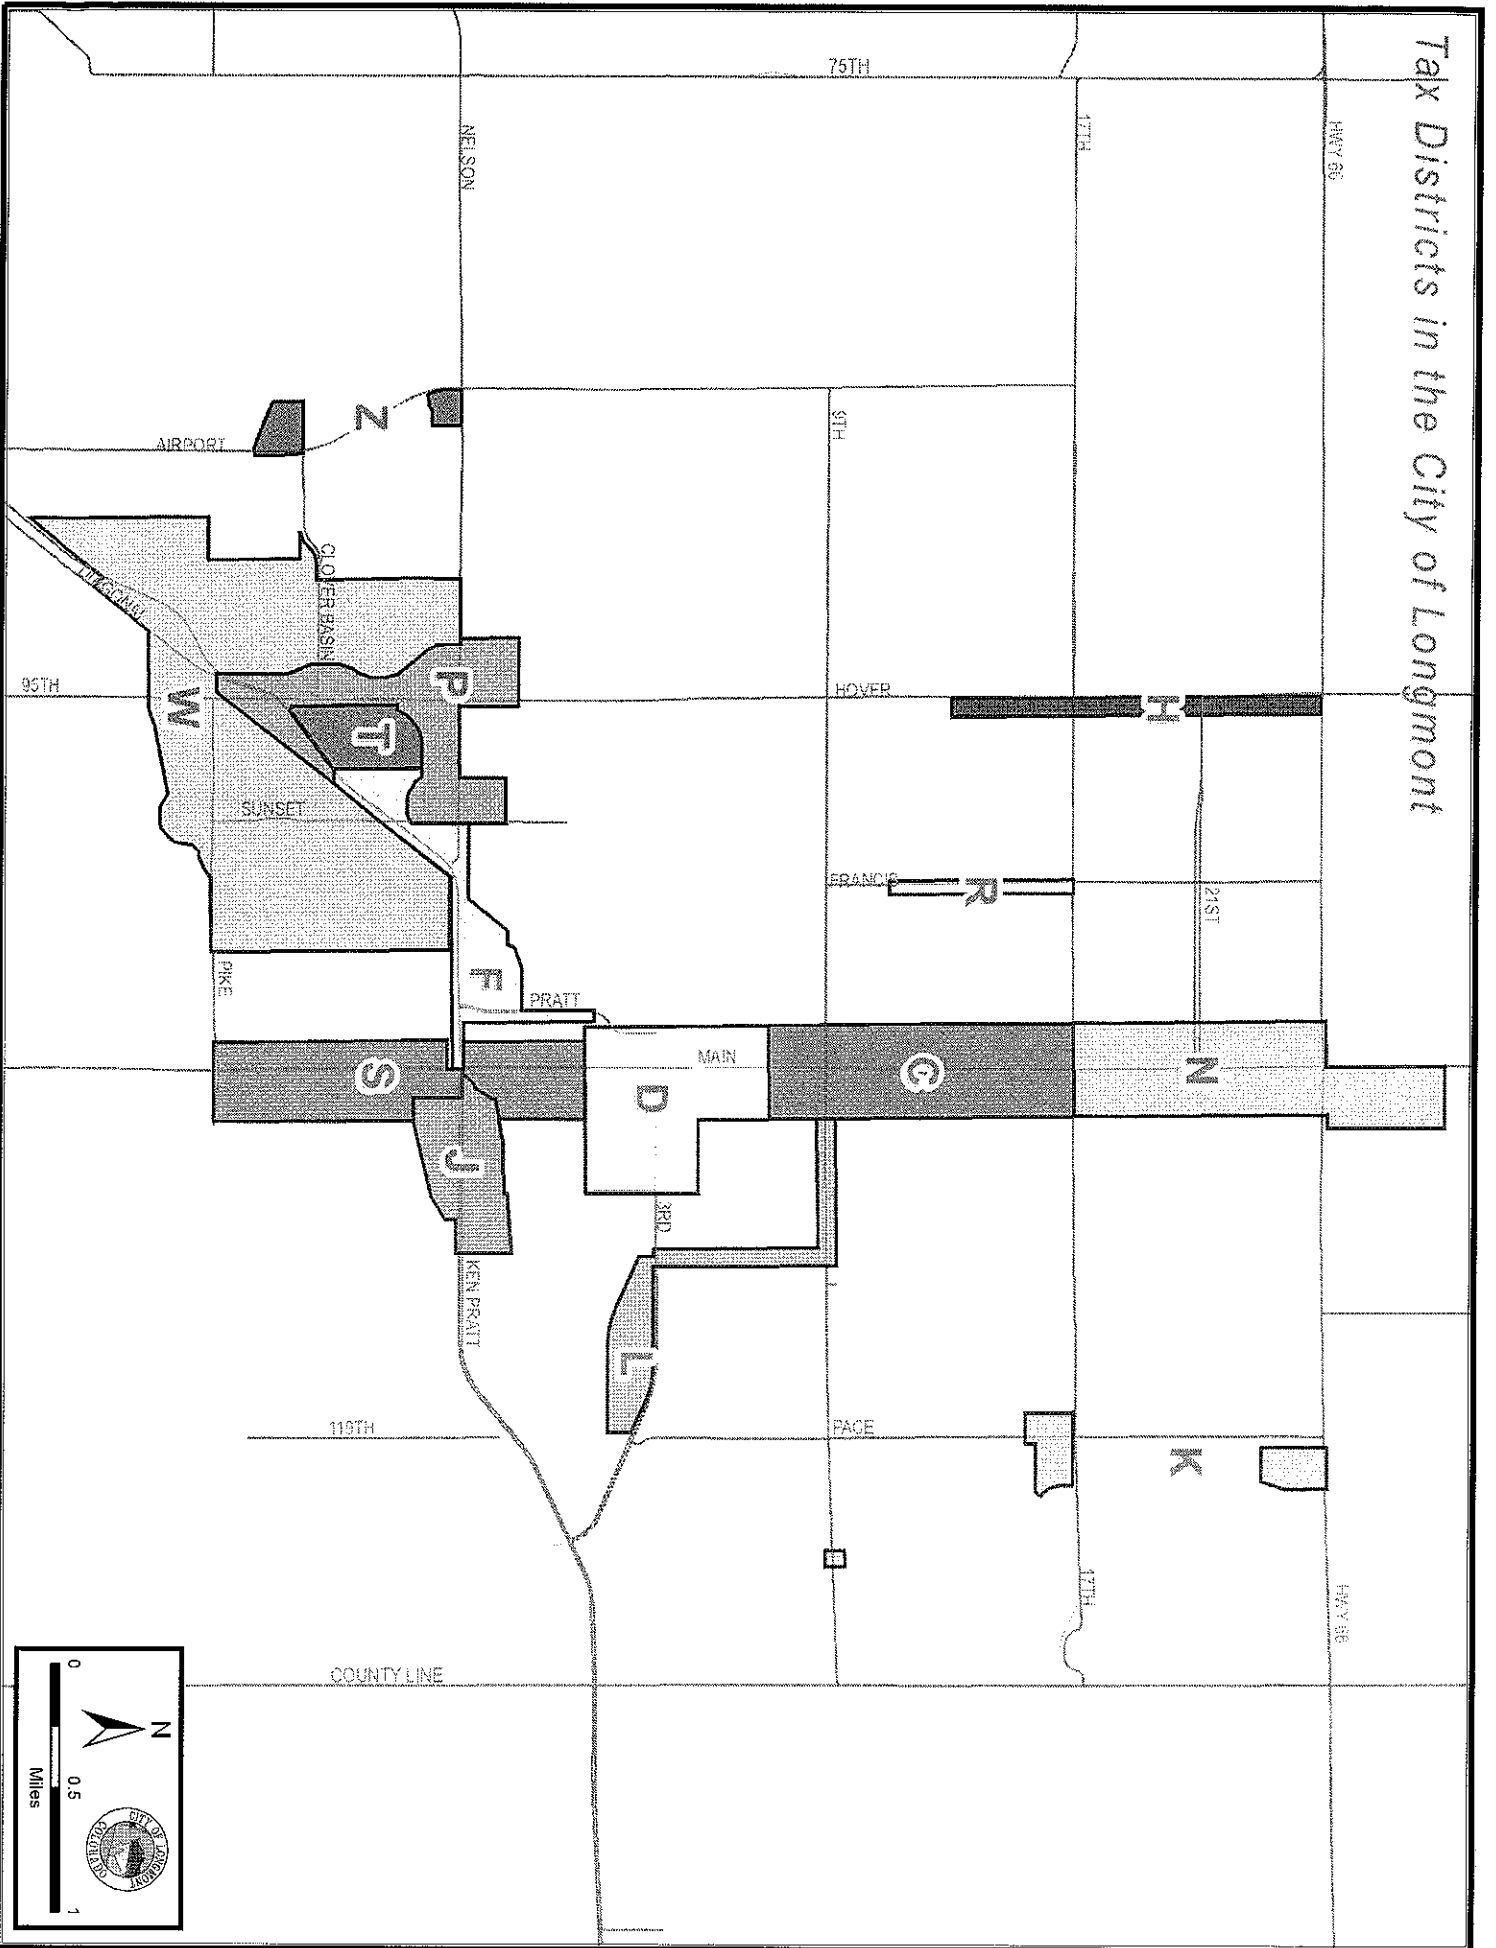 Tax Districts in the City of Longmont
HWY 66
HWY 66
17TH
17TH
21ST
75TH
9TH
NELSON
HOVER
FRANCIS
PRATT
MAIN
3RD
PACE
AIRPORT
CLOVER BASIN
95TH
SUNSET
PIKE
KEN PRATT
119TH
COUNTY LINE
H
R
N
C
D
K
L
Z
P
T
W
F
S
J
N
0
0.5
1
Miles
CITY OF LONGMONT
COLORADO